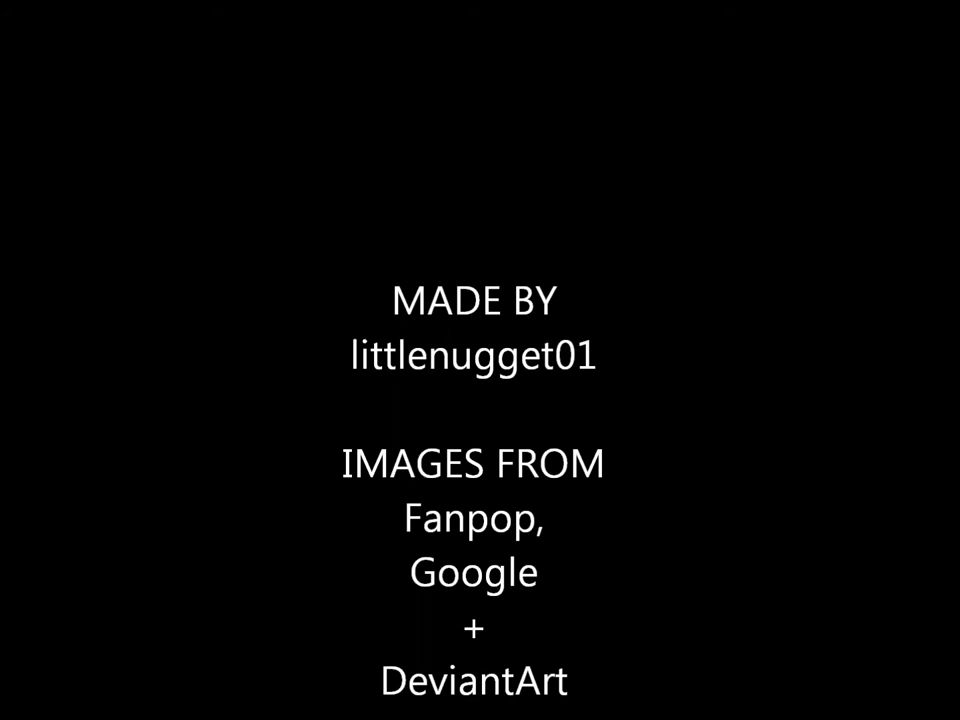 MADE BY
littlenugget01
IMAGES FROM
Fanpop,
Google
+
DeviantArt